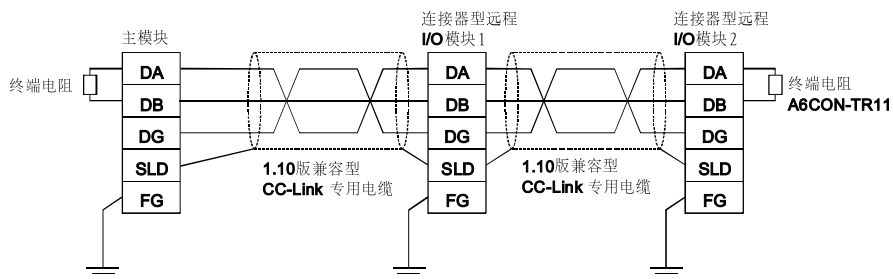 主模块
连接器型远程
I/O模块1
连接器型远程
I/O模块2
终端电阻
DA
DB
DG
SLD
FG
1.10版兼容型
CC-Link 专用电缆
DA
DB
DG
SLD
FG
1.10版兼容型
CC-Link 专用电缆
DA
DB
DG
SLD
FG
终端电阻
A6CON-TR11